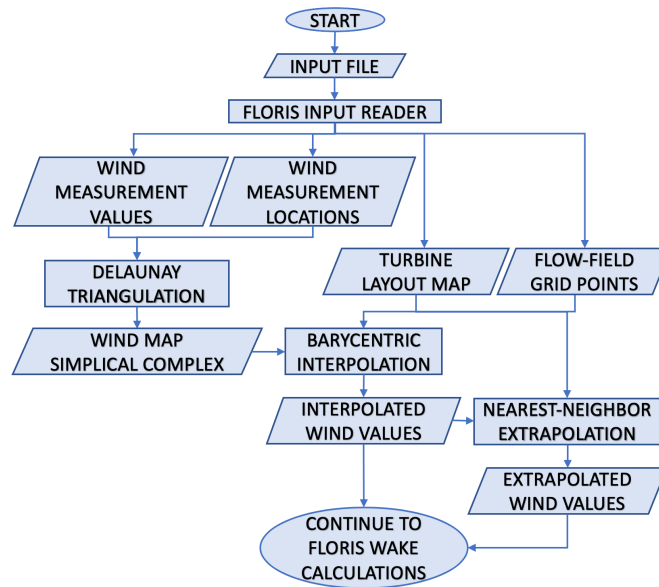 START
INPUT FILE
FLORIS INPUT READER
WIND
MEASUREMENT
VALUES
WIND
MEASUREMENT
LOCATIONS
DELAUNAY
TRIANGULATION
TURBINE
LAYOUT MAP
FLOW-FIELD
GRID POINTS
WIND MAP
SIMPLICAL COMPLEX
BARYCENTRIC
INTERPOLATION
INTERPOLATED
WIND VALUES
NEAREST-NEIGHBOR
EXTRAPOLATION
EXTRAPOLATED
WIND VALUES
CONTINUE TO
FLORIS WAKE
CALCULATIONS